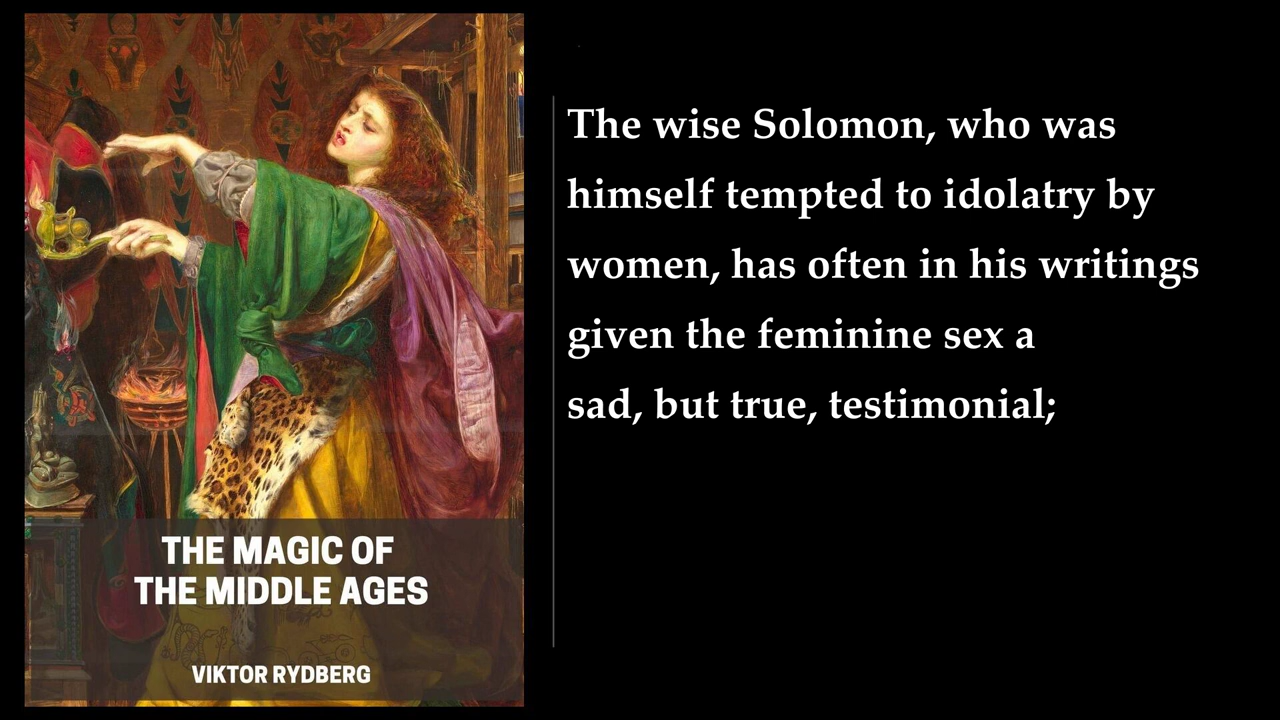 THE MAGIC OF
THE MIDDLE AGES
VIKTOR RYDBERG
The wise Solomon, who was
himself tempted to idolatry by
women, has often in his writings
given the feminine sex a
sad, but true, testimonial;